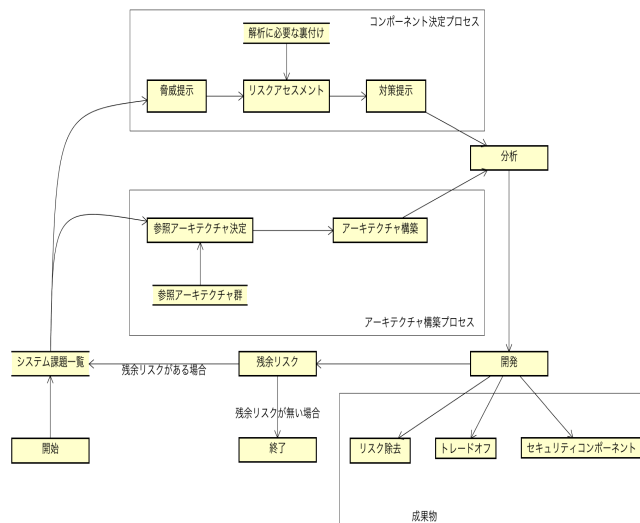 コンポーネント決定プロセス
解析に必要な裏付け
脅威提示
リスクアセスメント
対策提示
分析
参照アーキテクチャ決定
アーキテクチャ構築
参照アーキテクチャ群
アーキテクチャ構築プロセス
システム課題一覧
残余リスクがある場合
残余リスク
開発
残余リスクが無い場合
開始
終了
リスク除去
トレードオフ
セキュリティコンポーネント
成果物